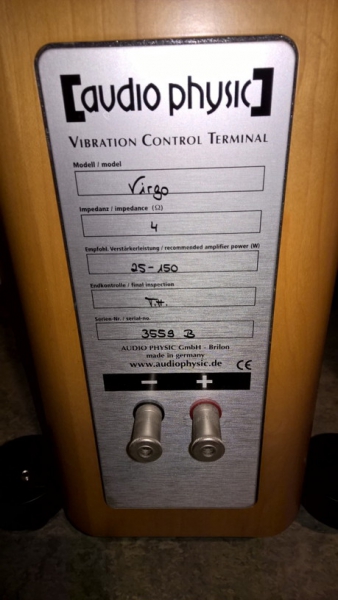 [audio physic]
VIBRATION CONTROL TERMINAL
Modell / model
Virgo
Impedanz / impedance (Ω)
4
Empfohl. Verstärkerleistung / recommended amplifier power (W)
25-150
Endkontrolle / final inspection
T.H.
Serien-Nr. / serial-no.
3558 B
AUDIO PHYSIC GmbH - Brilon
made in germany
www.audiophysic.de
CE
- +